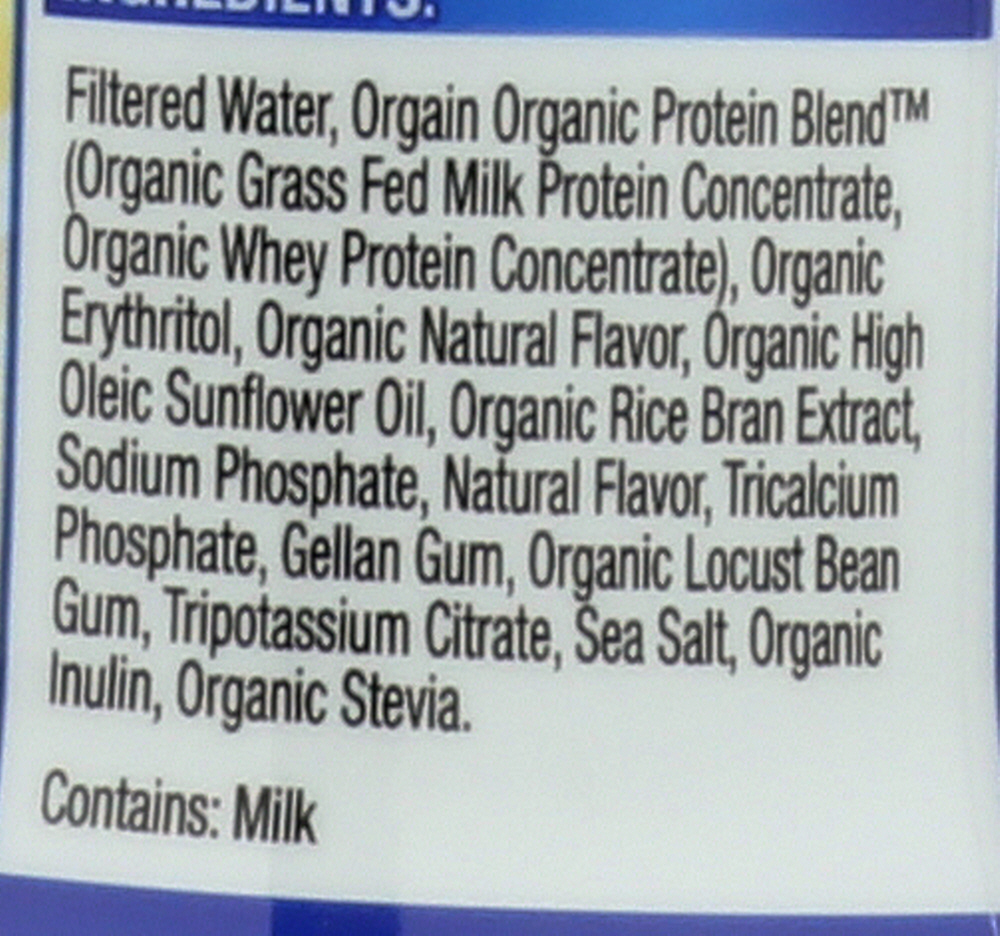 INGREDIENTS:
Filtered Water, Orgain Organic Protein Blend™
(Organic Grass Fed Milk Protein Concentrate,
Organic Whey Protein Concentrate), Organic
Erythritol, Organic Natural Flavor, Organic High
Oleic Sunflower Oil, Organic Rice Bran Extract,
Sodium Phosphate, Natural Flavor, Tricalcium
Phosphate, Gellan Gum, Organic Locust Bean
Gum, Tripotassium Citrate, Sea Salt, Organic
Inulin, Organic Stevia.
Contains: Milk